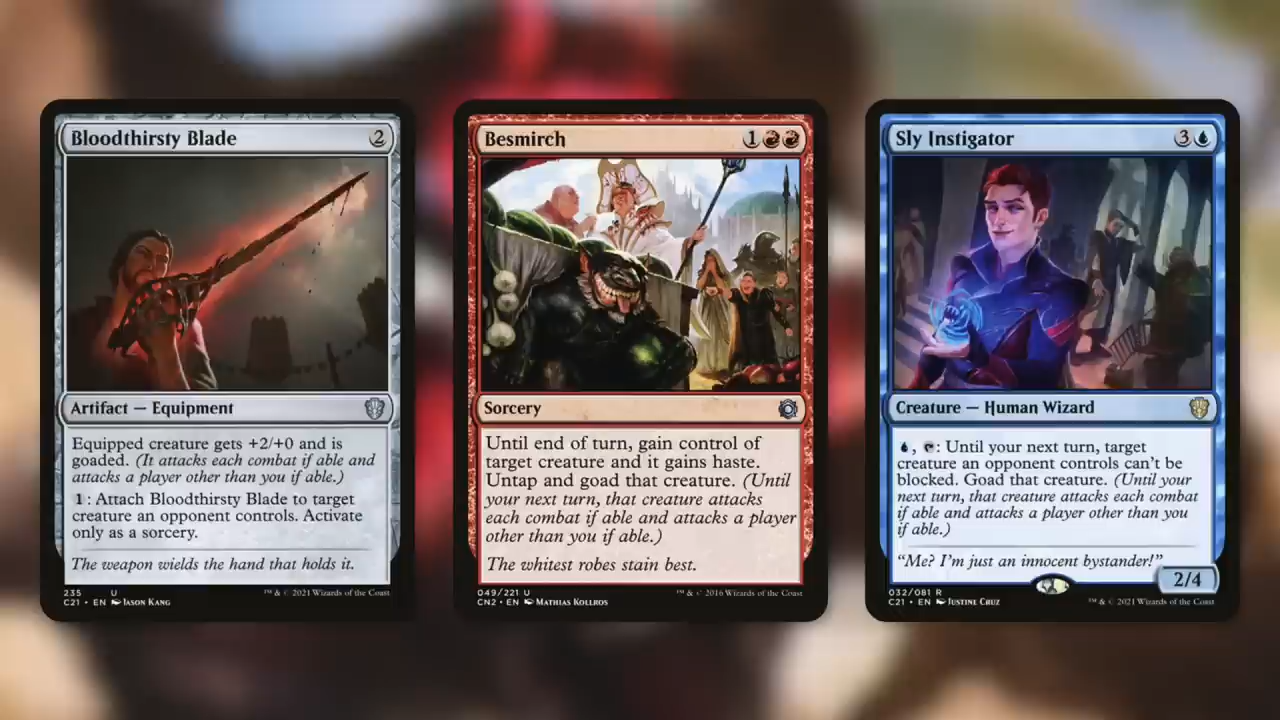 Bloodthirsty Blade 2
Artifact — Equipment
Equipped creature gets +2/+0 and is
goaded. (It attacks each combat if able and
attacks a player other than you if able.)
1: Attach Bloodthirsty Blade to target
creature an opponent controls. Activate
only as a sorcery.
The weapon wields the hand that holds it.
235 U
C21 • EN Jason Kang
™ & © 2021 Wizards of the Coast
Besmirch 1
Sorcery
Until end of turn, gain control of
target creature and it gains haste.
Untap and goad that creature. (Until
your next turn, that creature attacks
each combat if able and attacks a player
other than you if able.)
The whitest robes stain best.
049/221 U
CN2 • EN Mathias Kollros
™ & © 2016 Wizards of the Coast
Sly Instigator 3
Creature — Human Wizard
, : Until your next turn, target
creature an opponent controls can't be
blocked. Goad that creature. (Until your
next turn, that creature attacks each combat
if able and attacks a player other than you
if able.)
“Me? I'm just an innocent bystander!”
2/4
032/081 R
C21 • EN Justine Cruz
™ & © 2021 Wizards of the Coast